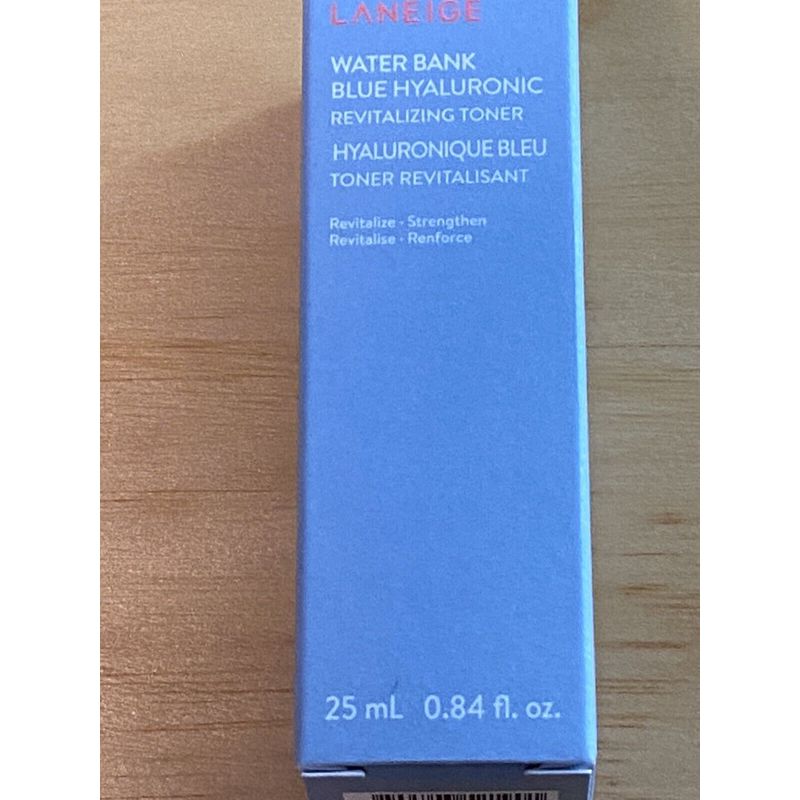 LANEIGE
WATER BANK
BLUE HYALURONIC
REVITALIZING TONER
HYALURONIQUE BLEU
TONER REVITALISANT
Revitalize · Strengthen
Revitalise · Renforce
25 mL 0.84 fl. oz.